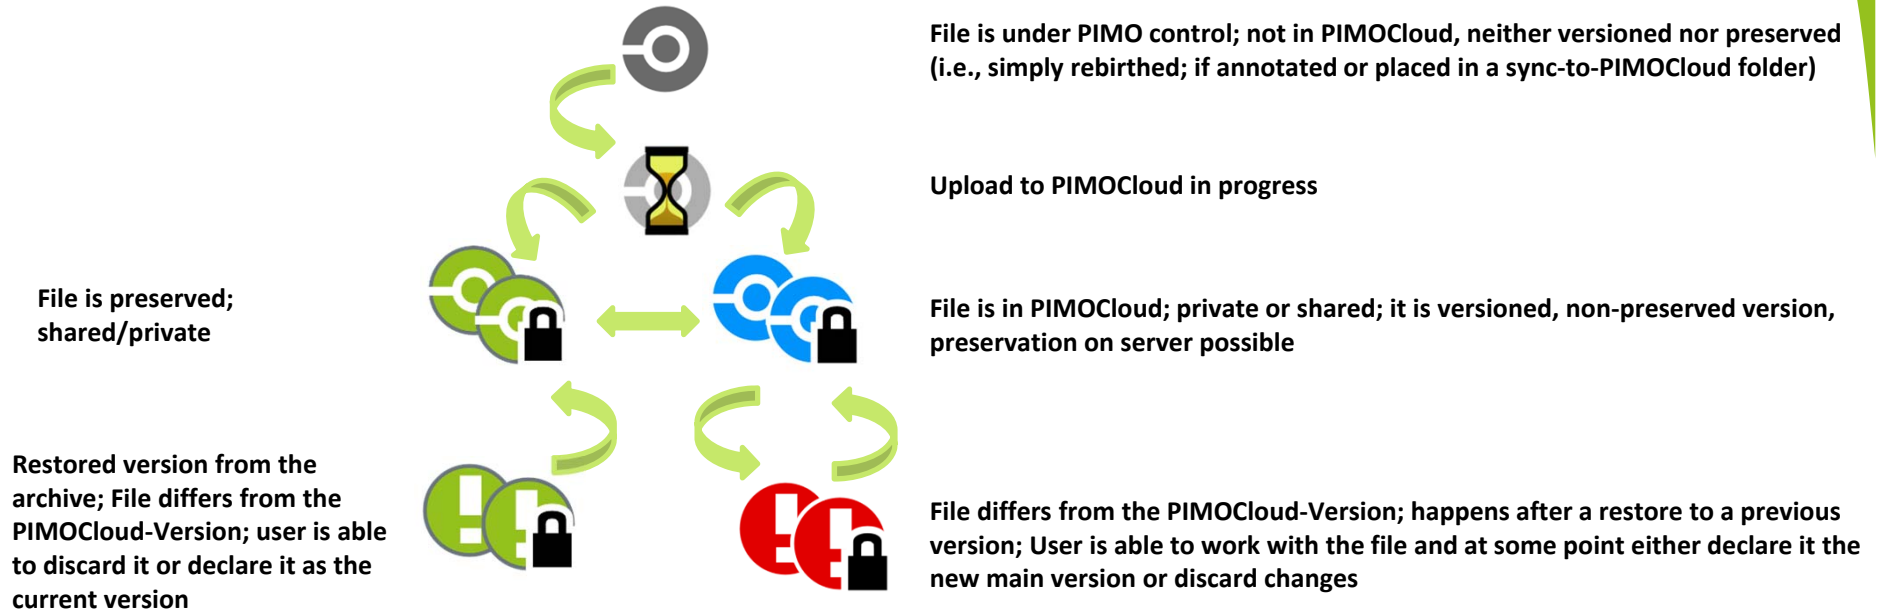 File is under PIMO control; not in PIMOCloud, neither versioned nor preserved
(i.e., simply rebirthed; if annotated or placed in a sync-to-PIMOCloud folder)
Upload to PIMOCloud in progress
File is preserved;
shared/private
File is in PIMOCloud; private or shared; it is versioned, non-preserved version,
preservation on server possible
Restored version from the
archive; File differs from the
PIMOCloud-Version; user is able
to discard it or declare it as the
current version
File differs from the PIMOCloud-Version; happens after a restore to a previous
version; User is able to work with the file and at some point either declare it the
new main version or discard changes